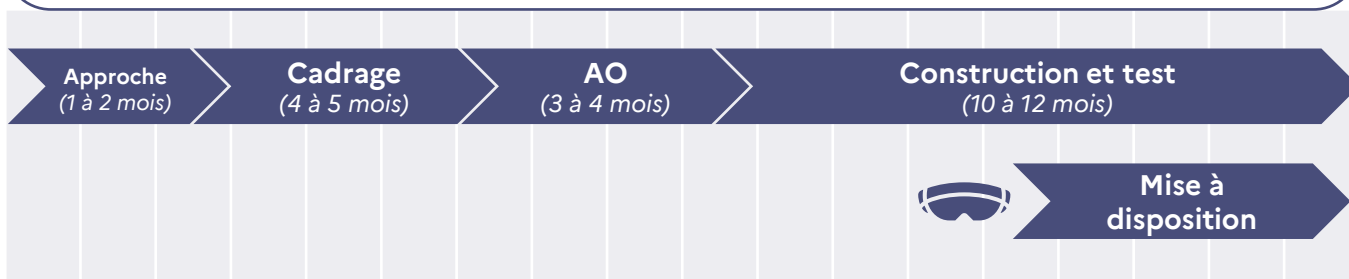 Approche
(1 à 2 mois)
Cadrage
(4 à 5 mois)
AO
(3 à 4 mois)
Construction et test
(10 à 12 mois)
Mise à
disposition